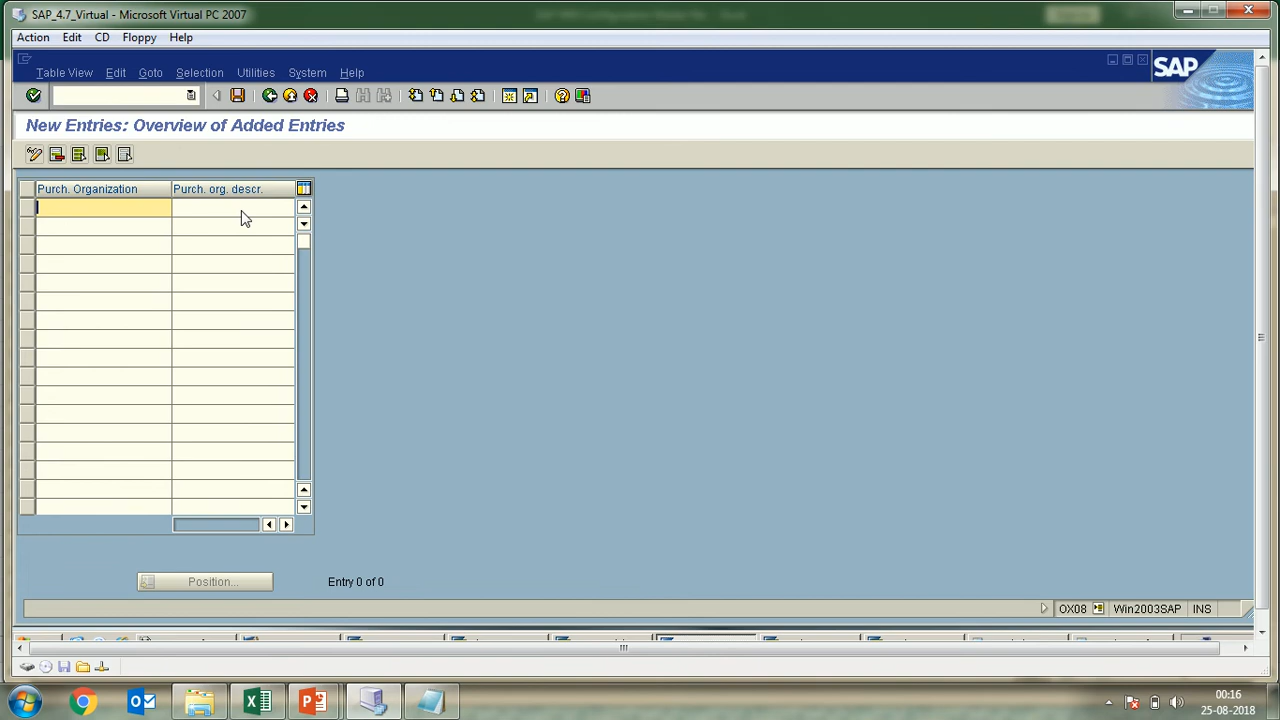 SAP_4.7_Virtual - Microsoft Virtual PC 2007
Action Edit CD Floppy Help
Table View Edit Goto Selection Utilities System Help
SAP
New Entries: Overview of Added Entries
Purch. Organization Purch. org. descr.
Position... Entry 0 of 0
OX08 Win2003SAP INS
00:16
25-08-2018